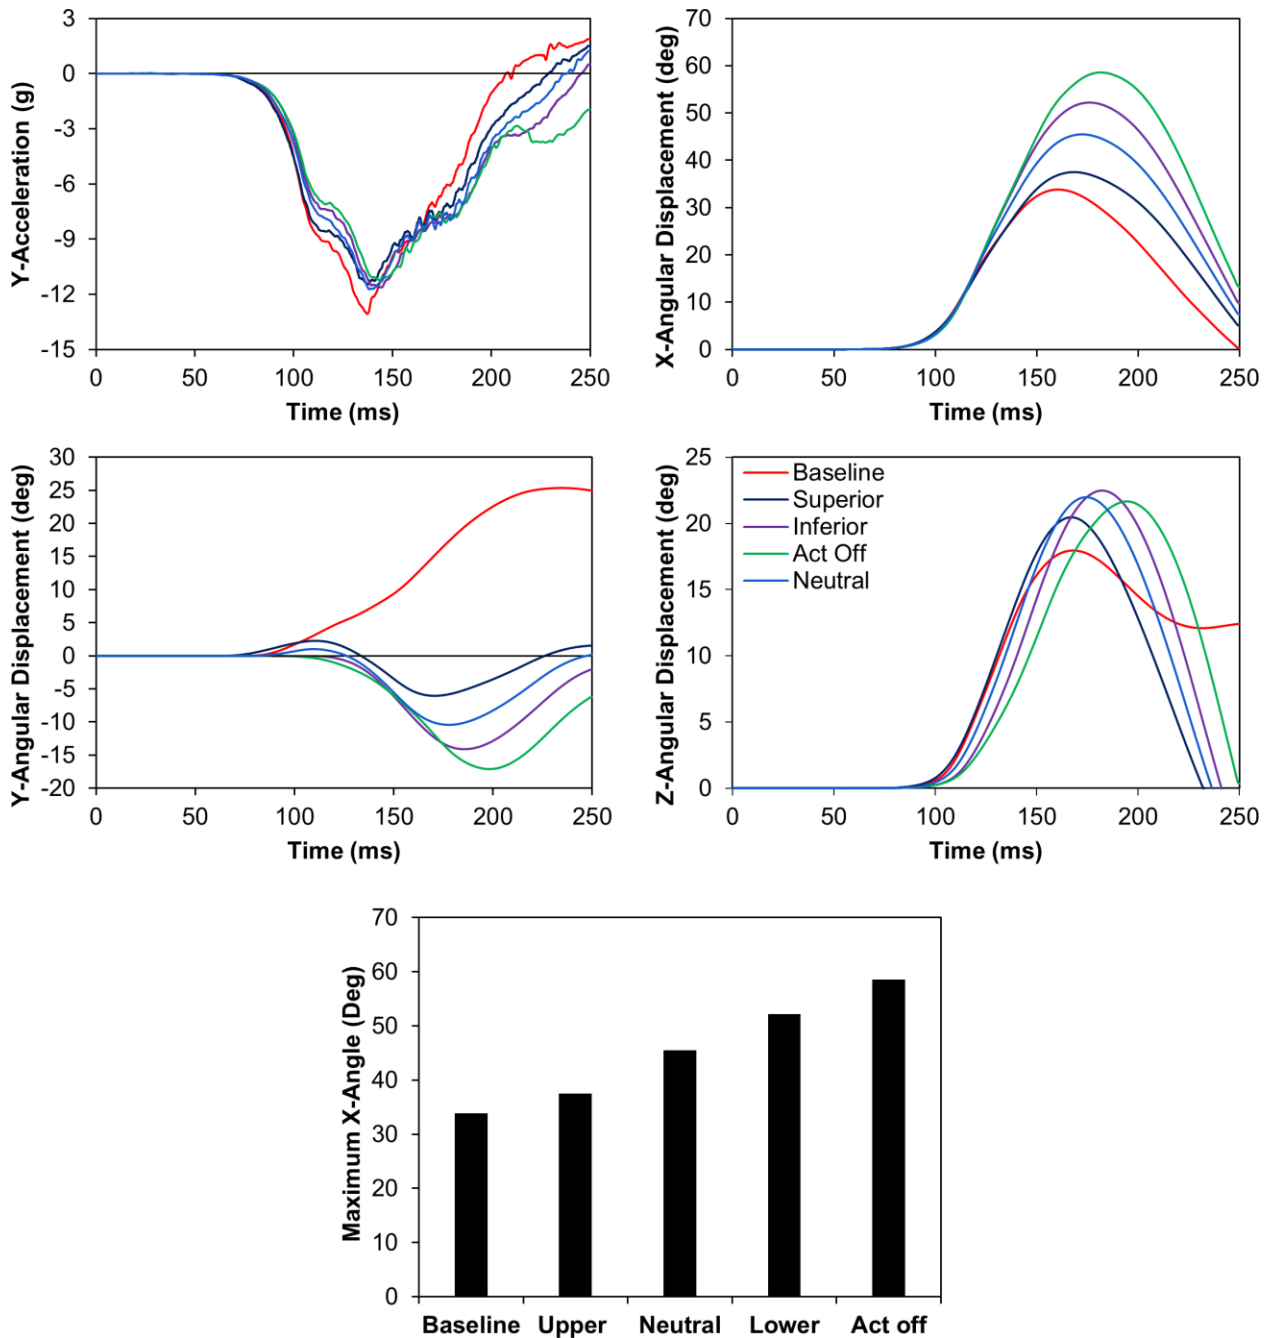 3
0
-3
-6
-9
-12
-15
Y-Acceleration (g)
0 50 100 150 200 250
Time (ms)
70
60
50
40
30
20
10
0
X-Angular Displacement (deg)
0 50 100 150 200 250
Time (ms)
30
25
20
15
10
5
0
-5
-10
-15
-20
Y-Angular Displacement (deg)
0 50 100 150 200 250
Time (ms)
25
20
15
10
5
0
Z-Angular Displacement (deg)
Baseline
Superior
Inferior
Act Off
Neutral
0 50 100 150 200 250
Time (ms)
70
60
50
40
30
20
10
0
Maximum X-Angle (Deg)
Baseline Upper Neutral Lower Act off